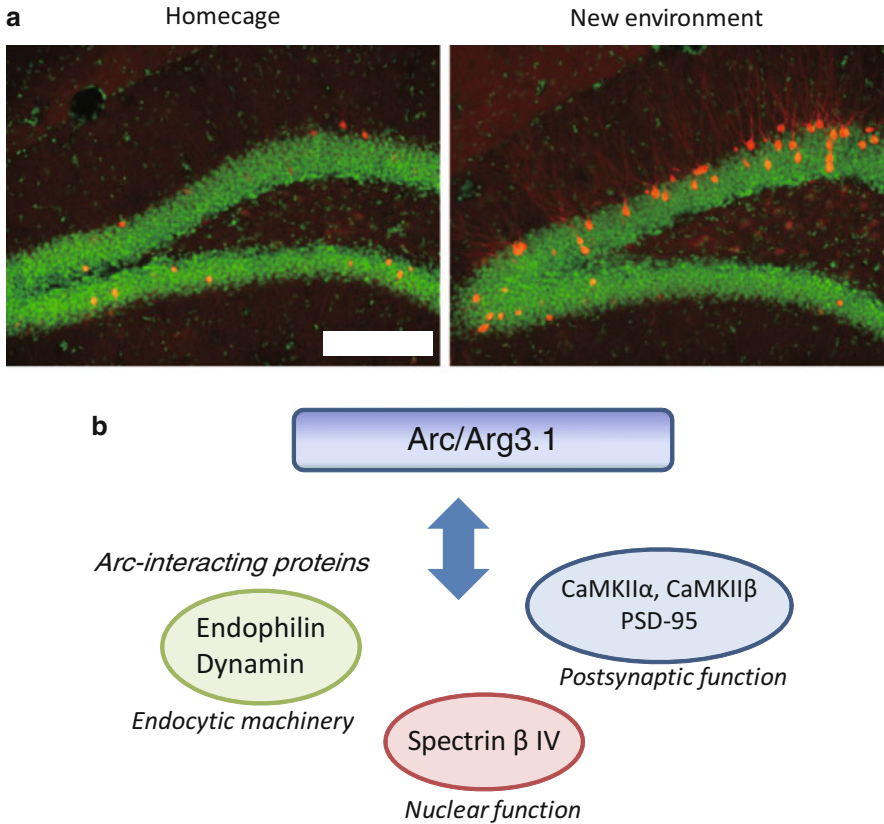 a
Homecage
New environment
b
Arc/Arg3.1
Arc-interacting proteins
Endophilin
Dynamin
Endocytic machinery
CaMKIIα, CaMKIIβ
PSD-95
Postsynaptic function
Spectrin β IV
Nuclear function